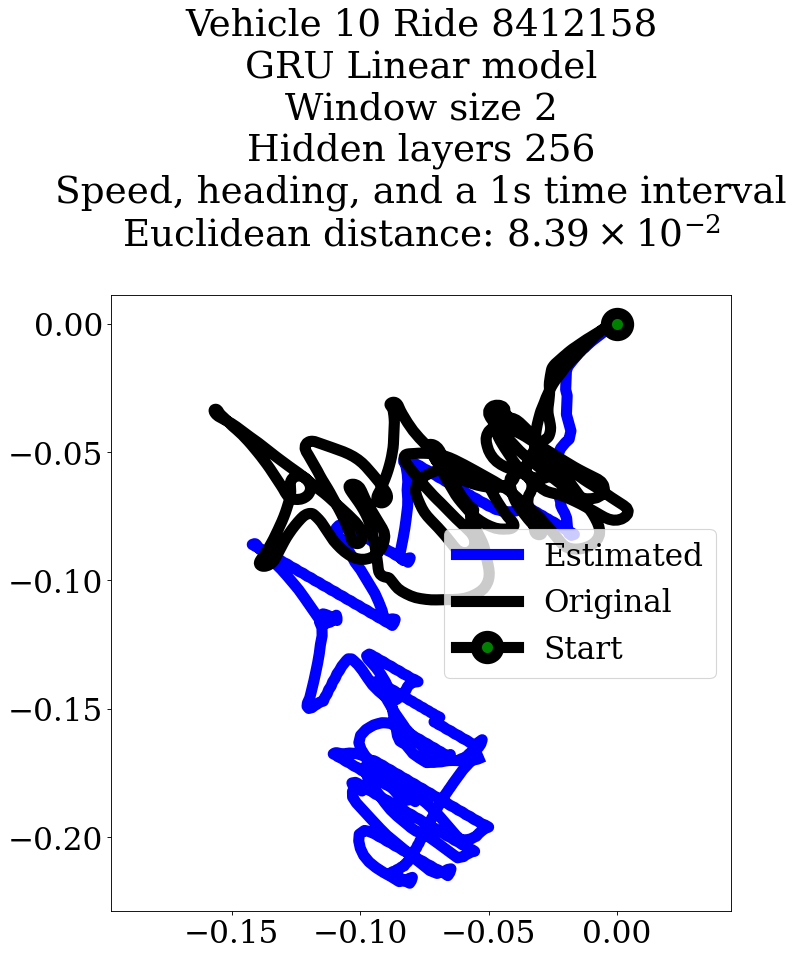 Vehicle 10 Ride 8412158
GRU Linear model
Window size 2
Hidden layers 256
Speed, heading, and a 1s time interval
Euclidean distance: 8.39 × 10⁻²
0.00
−0.05
−0.10
−0.15
−0.20
Estimated
Original
Start
−0.15 −0.10 −0.05 0.00